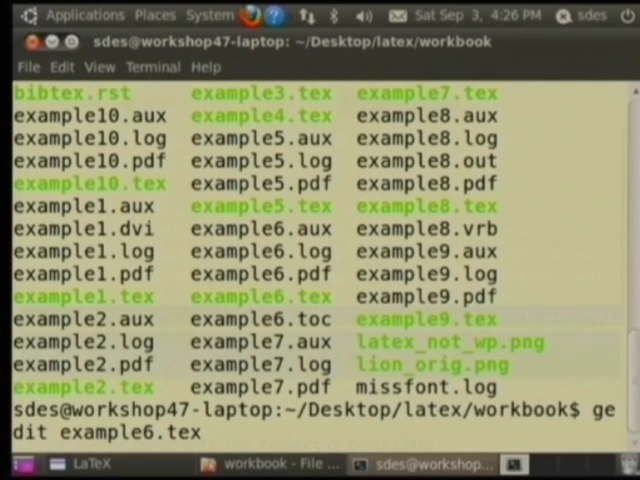 Applications Places System ? Sat Sep 3, 4:26 PM sdes
sdes@workshop47-laptop: ~/Desktop/latex/workbook
File Edit View Terminal Help
bibtex.rst example3.tex example7.tex
example10.aux example4.tex example8.aux
example10.log example5.aux example8.log
example10.pdf example5.log example8.out
example10.tex example5.pdf example8.pdf
example1.aux example5.tex example8.tex
example1.dvi example6.aux example8.vrb
example1.log example6.log example9.aux
example1.pdf example6.pdf example9.log
example1.tex example6.tex example9.pdf
example2.aux example6.toc example9.tex
example2.log example7.aux latex_not_wp.png
example2.pdf example7.log lion_orig.png
example2.tex example7.pdf missfont.log
sdes@workshop47-laptop:~/Desktop/latex/workbook$ ge
dit example6.tex
LaTeX workbook - File ... sdes@workshop...